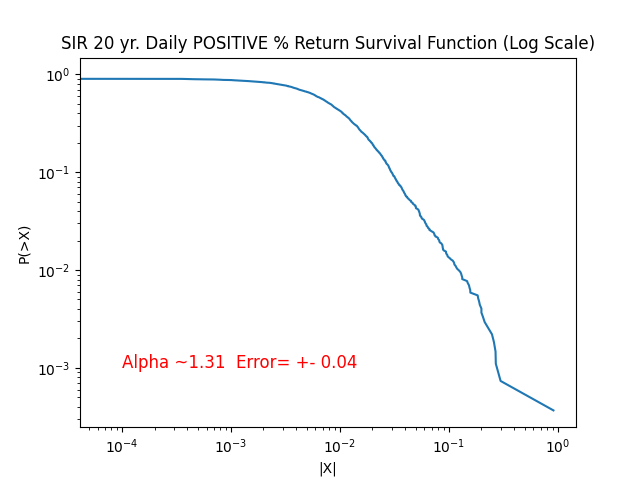 SIR 20 yr. Daily POSITIVE % Return Survival Function (Log Scale)
10⁰
10⁻¹
10⁻²
10⁻³
P(>X)
Alpha ~1.31  Error= +- 0.04
10⁻⁴ 10⁻³ 10⁻² 10⁻¹ 10⁰
|X|